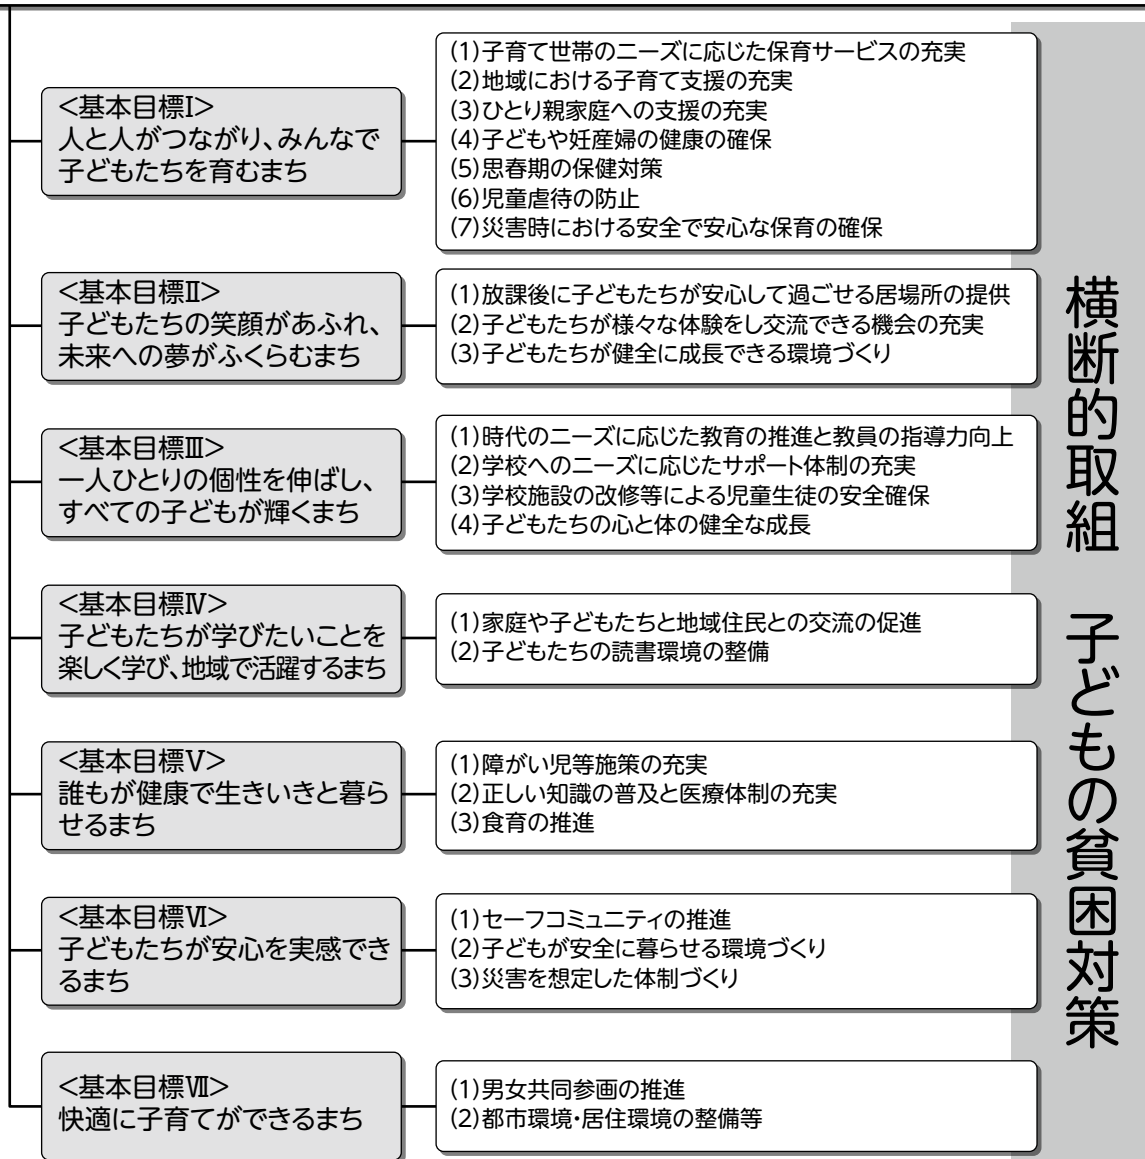 <基本目標Ⅰ>
人と人がつながり、みんなで
子どもたちを育むまち
(1)子育て世帯のニーズに応じた保育サービスの充実
(2)地域における子育て支援の充実
(3)ひとり親家庭への支援の充実
(4)子どもや妊産婦の健康の確保
(5)思春期の保健対策
(6)児童虐待の防止
(7)災害時における安全で安心な保育の確保
<基本目標Ⅱ>
子どもたちの笑顔があふれ、
未来への夢がふくらむまち
(1)放課後に子どもたちが安心して過ごせる居場所の提供
(2)子どもたちが様々な体験をし交流できる機会の充実
(3)子どもたちが健全に成長できる環境づくり
<基本目標Ⅲ>
一人ひとりの個性を伸ばし、
すべての子どもが輝くまち
(1)時代のニーズに応じた教育の推進と教員の指導力向上
(2)学校へのニーズに応じたサポート体制の充実
(3)学校施設の改修等による児童生徒の安全確保
(4)子どもたちの心と体の健全な成長
<基本目標Ⅳ>
子どもたちが学びたいことを
楽しく学び、地域で活躍するまち
(1)家庭や子どもたちと地域住民との交流の促進
(2)子どもたちの読書環境の整備
<基本目標Ⅴ>
誰もが健康で生きいきと暮ら
せるまち
(1)障がい児等施策の充実
(2)正しい知識の普及と医療体制の充実
(3)食育の推進
<基本目標Ⅵ>
子どもたちが安心を実感でき
るまち
(1)セーフコミュニティの推進
(2)子どもが安全に暮らせる環境づくり
(3)災害を想定した体制づくり
<基本目標Ⅶ>
快適に子育てができるまち
(1)男女共同参画の推進
(2)都市環境・居住環境の整備等
横断的取組　子どもの貧困対策